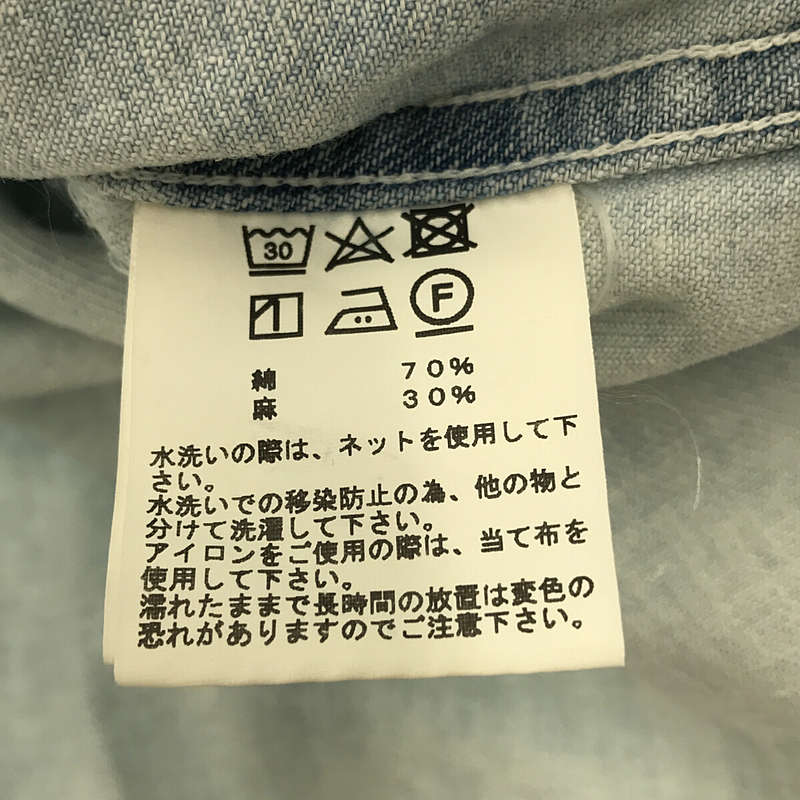 30
F
綿 70%
麻 30%
水洗いの際は、ネットを使用して下
さい。
水洗いでの移染防止の為、他の物と
分けて洗濯して下さい。
アイロンをご使用の際は、当て布を
使用して下さい。
濡れたままで長時間の放置は変色の
恐れがありますのでご注意下さい。